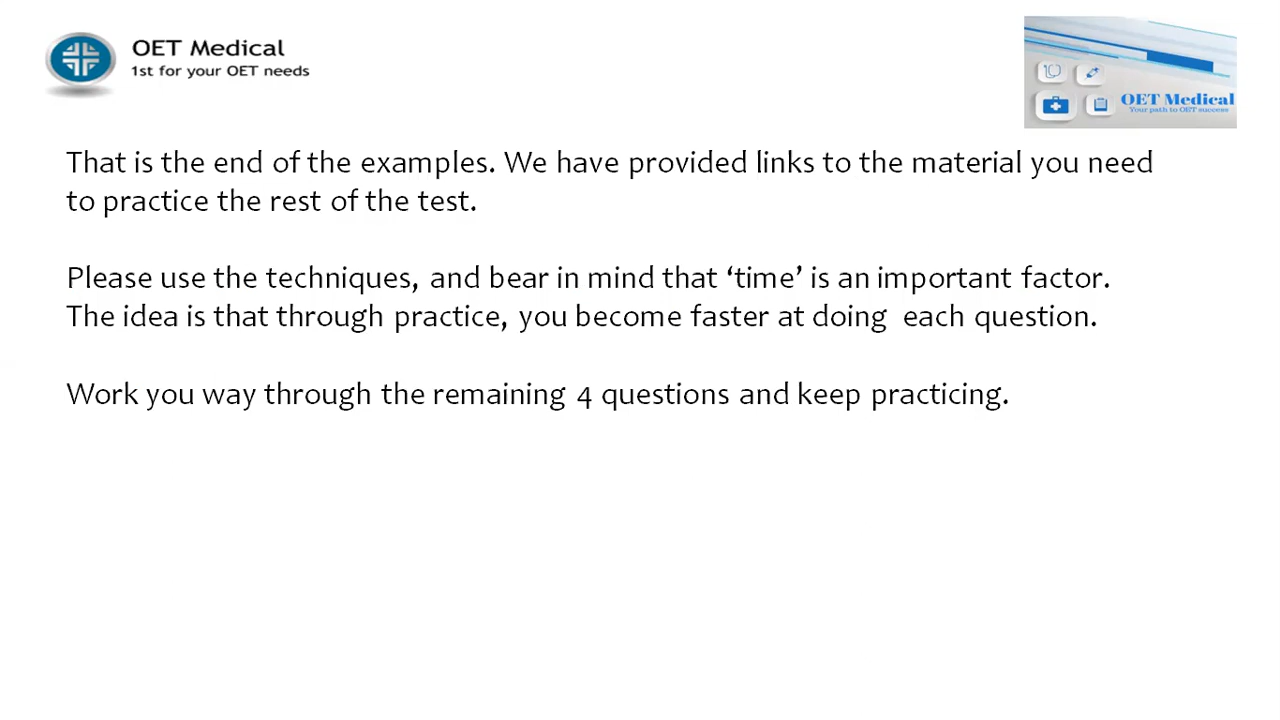 OET Medical
1st for your OET needs
OET Medical
Your path to OET success
That is the end of the examples. We have provided links to the material you need
to practice the rest of the test.
Please use the techniques, and bear in mind that ‘time’ is an important factor.
The idea is that through practice, you become faster at doing  each question.
Work you way through the remaining 4 questions and keep practicing.